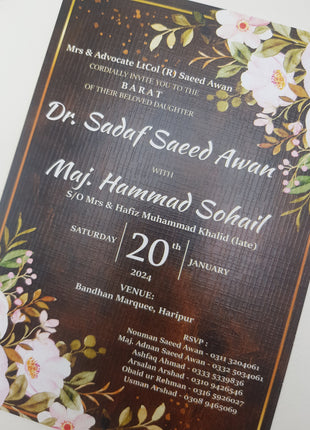 Mrs & Advocate LtCol (R) Saeed Awan
CORDIALLY INVITE YOU TO THE
BARAT
OF THEIR BELOVED DAUGHTER
Dr. Sadaf Saeed Awan
WITH
Maj. Hammad Sohail
S/O Mrs & Hafiz Muhammad Khalid (late)
SATURDAY 20th JANUARY
2024
VENUE:
Bandhan Marquee, Haripur
RSVP :
Nouman Saeed Awan - 0311 3204061
Maj. Adnan Saeed Awan - 0332 5034061
Ashfaq Ahmad - 0333 5339836
Arsalan Arshad - 0310 9426546
Obaid ur Rehman - 0316 5926926
Usman Arshad - 0308 9465069